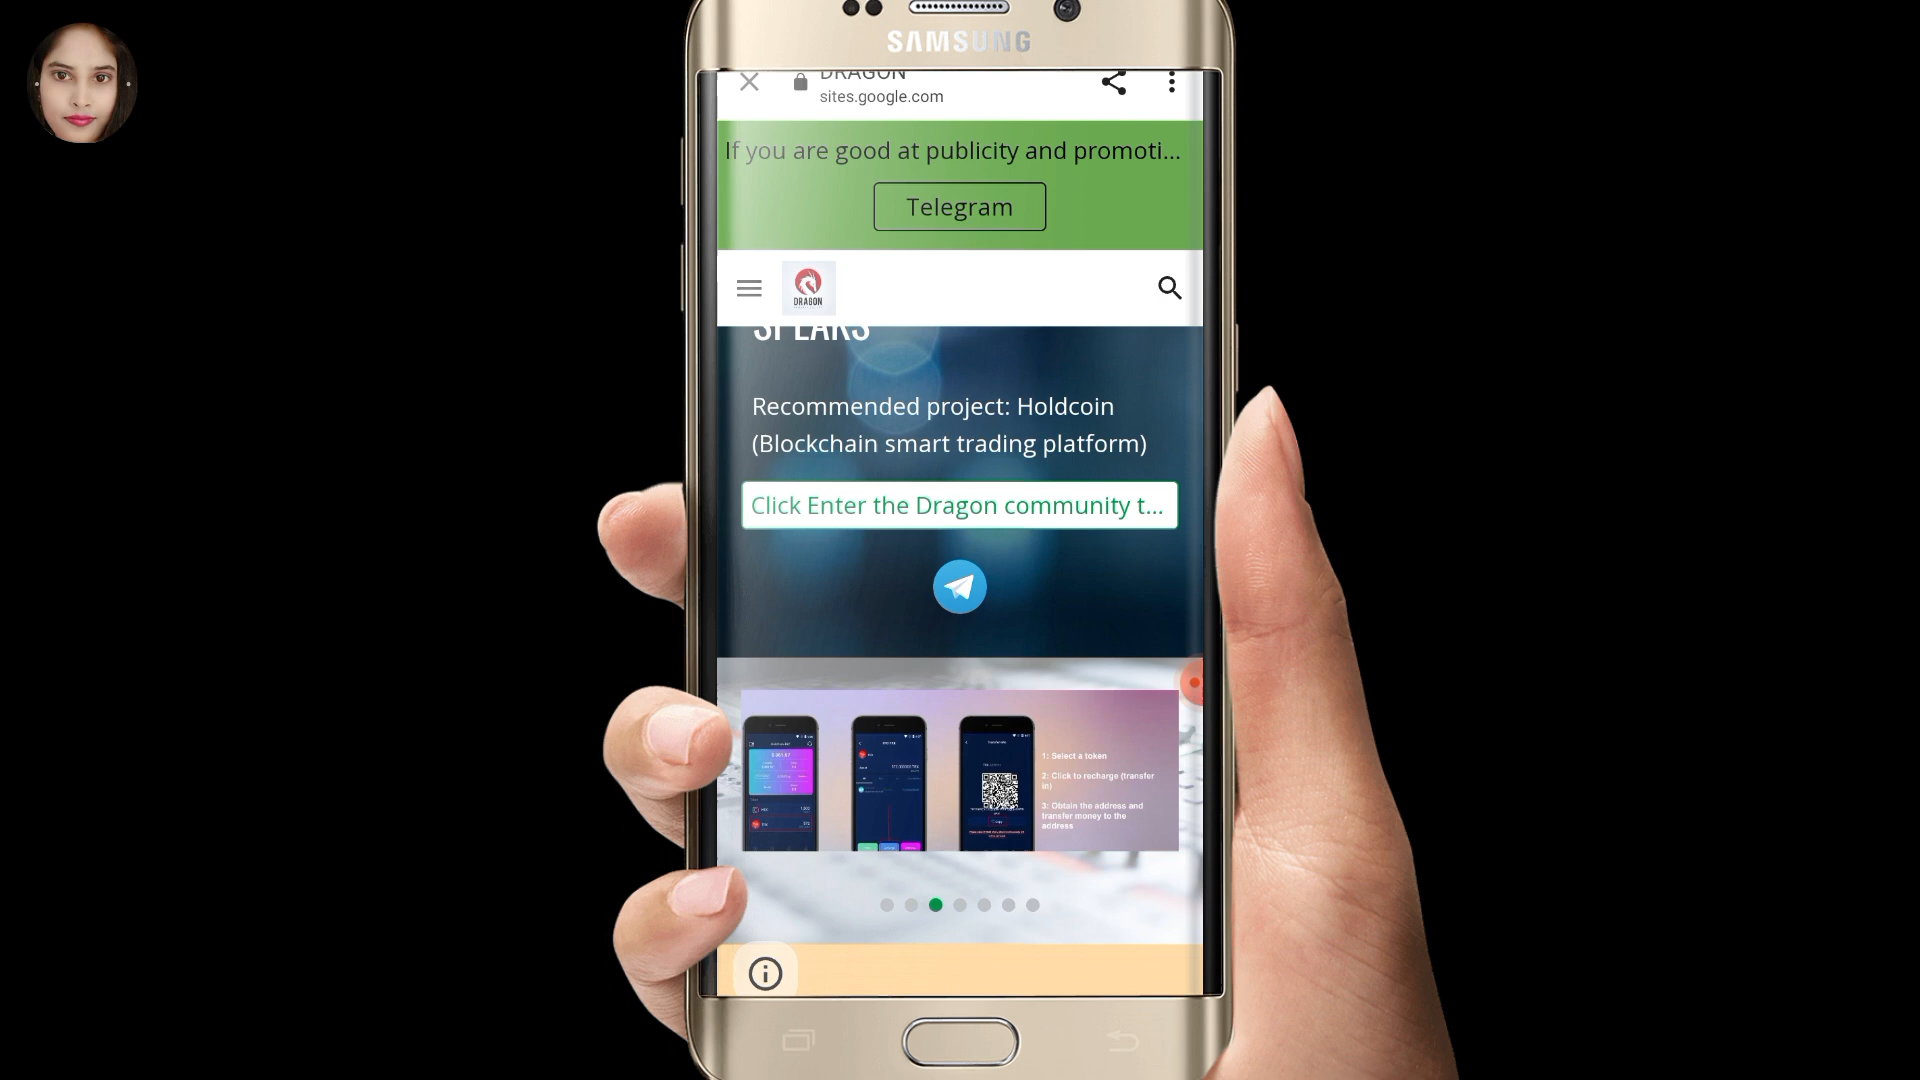 SAMSUNG
DRAGON
sites.google.com
If you are good at publicity and promoti...
Telegram
DRAGON
SPEAKS
Recommended project: Holdcoin
(Blockchain smart trading platform)
Click Enter the Dragon community t...
1: Select a token
2: Click to recharge (transfer
in)
3: Obtain the address and
transfer money to the
address